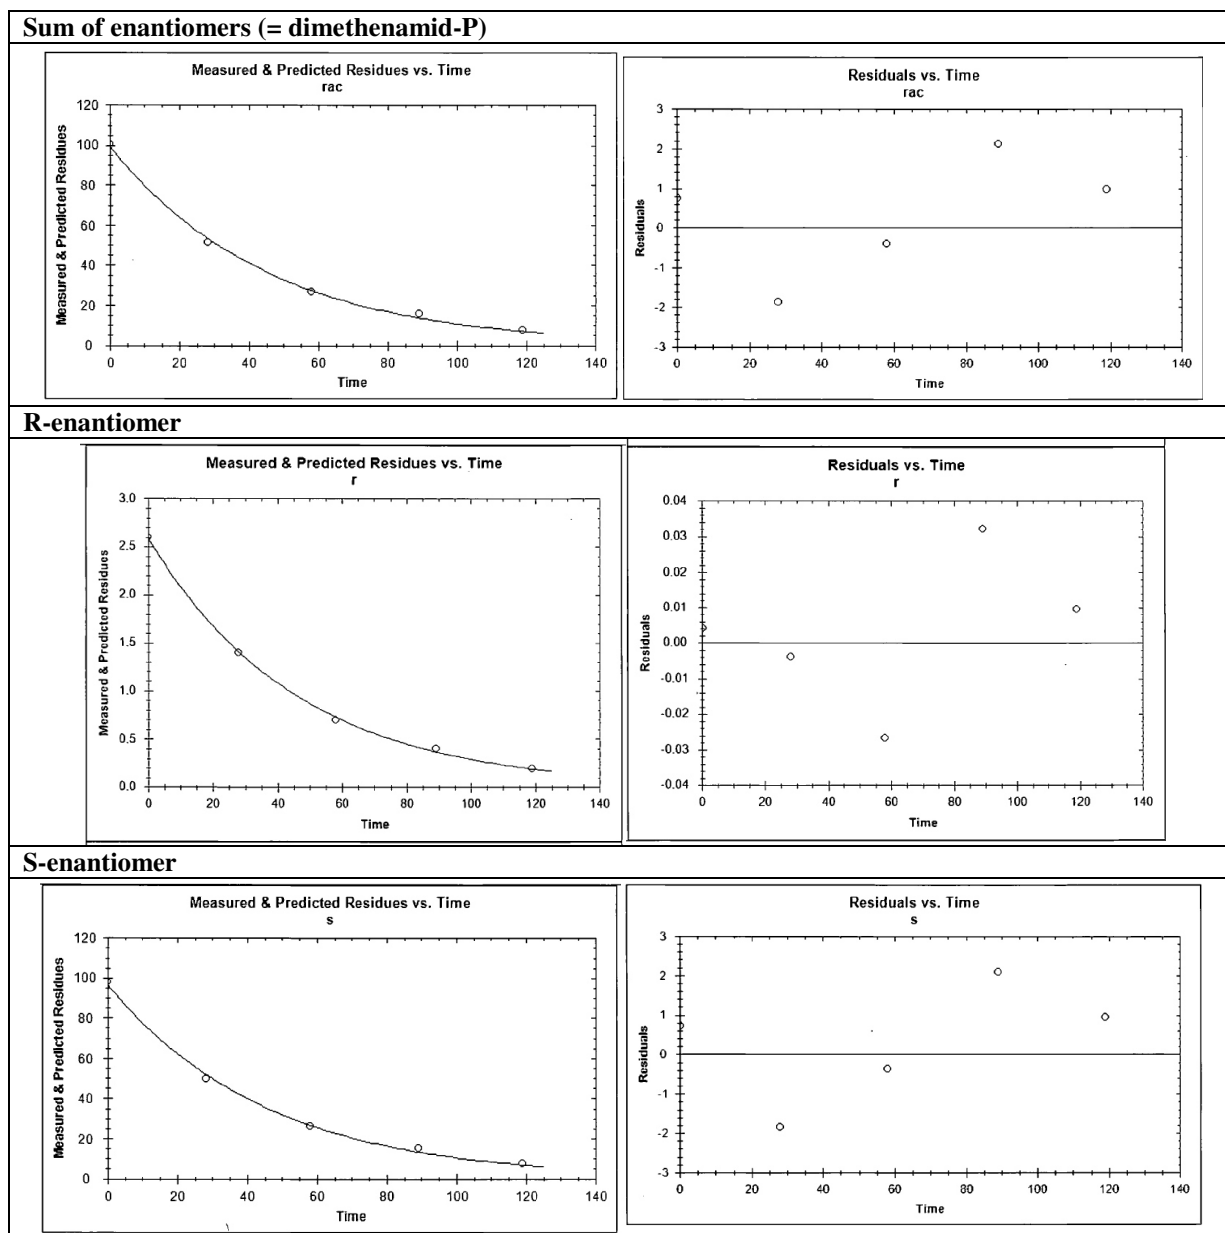 Sum of enantiomers (= dimethenamid-P)
Measured & Predicted Residues vs. Time
rac
Measured & Predicted Residues
120
100
80
60
40
20
0
0 20 40 60 80 100 120 140
Time
Residuals vs. Time
rac
Residuals
3
2
1
0
-1
-2
-3
0 20 40 60 80 100 120 140
Time
R-enantiomer
Measured & Predicted Residues vs. Time
r
Measured & Predicted Residues
3.0
2.5
2.0
1.5
1.0
0.5
0.0
0 20 40 60 80 100 120 140
Time
Residuals vs. Time
r
Residuals
0.04
0.03
0.01
0.00
-0.01
-0.02
-0.03
-0.04
0 20 40 60 80 100 120 140
Time
S-enantiomer
Measured & Predicted Residues vs. Time
s
Measured & Predicted Residues
120
100
80
60
40
20
0
0 20 40 60 80 100 120 140
Time
Residuals vs. Time
s
Residuals
3
2
1
0
-1
-2
-3
0 20 40 60 80 100 120 140
Time